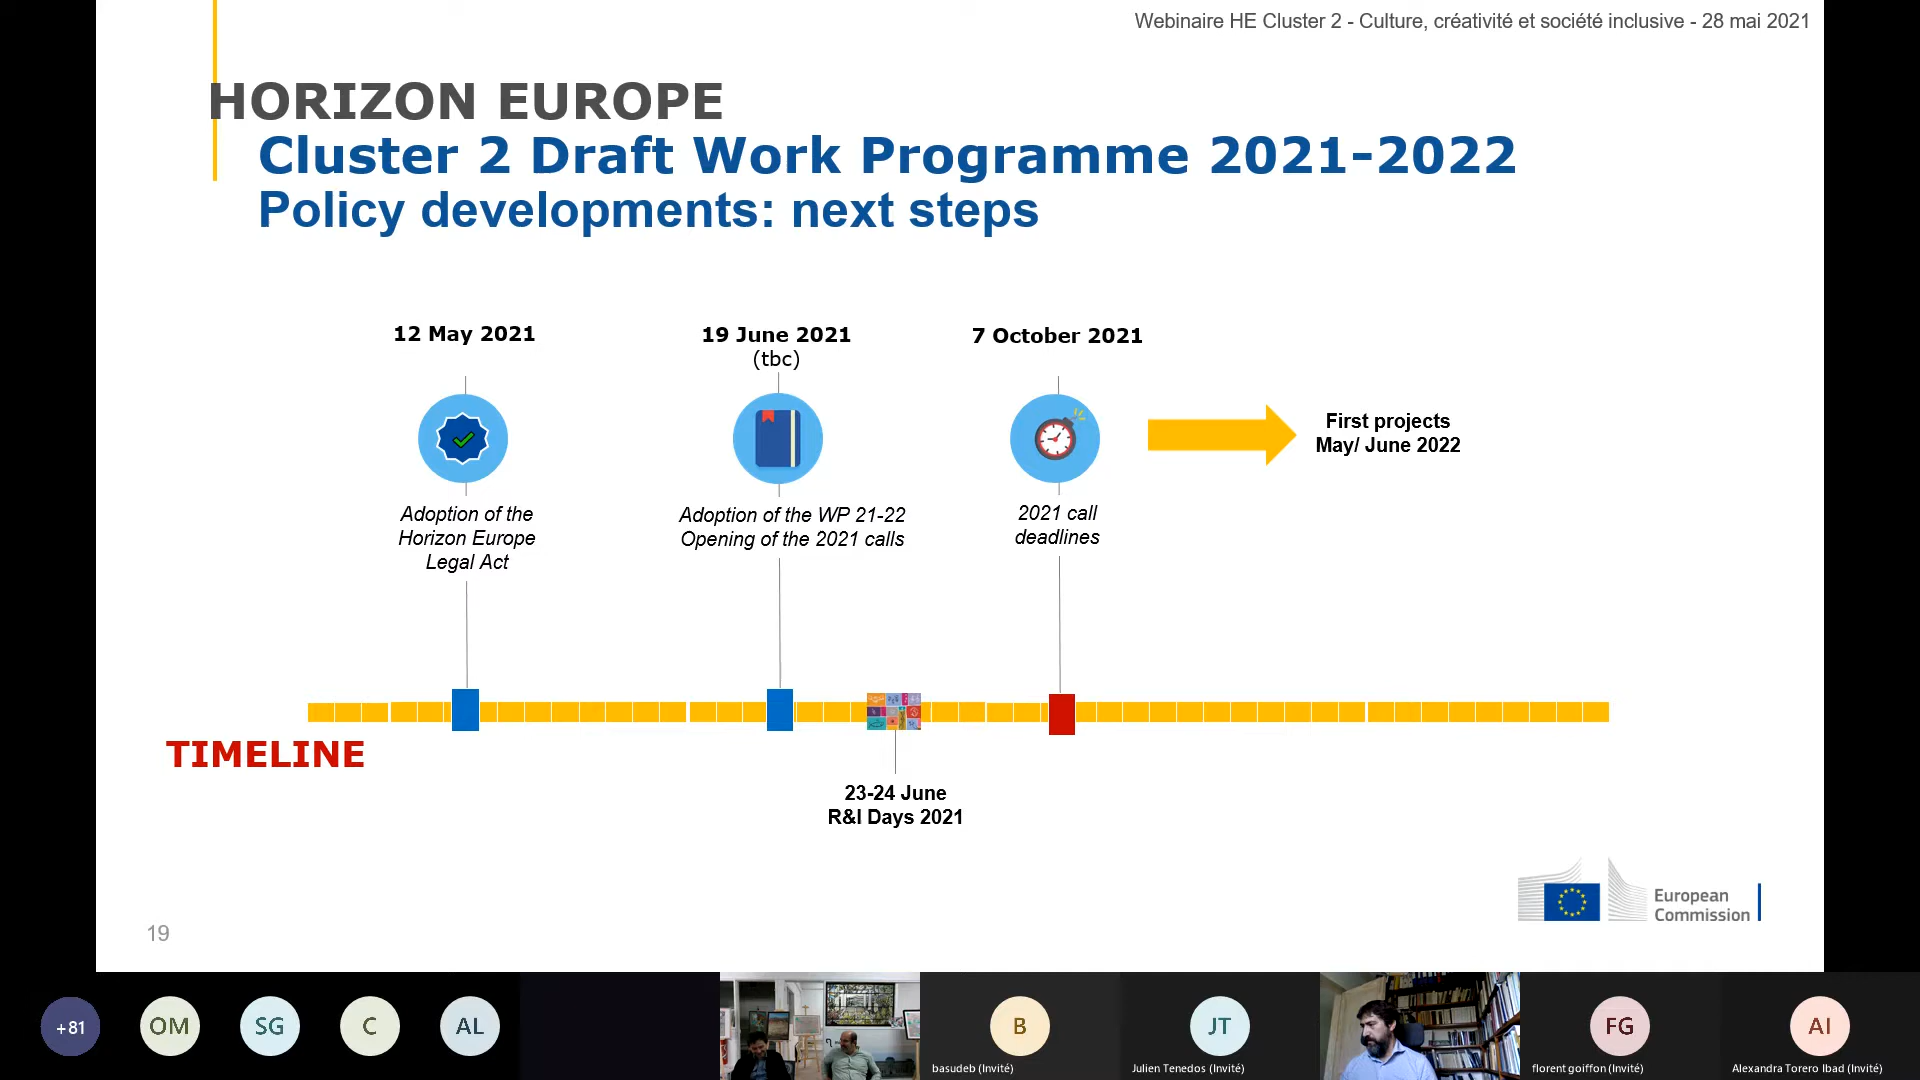 Webinaire HE Cluster 2 - Culture, créativité et société inclusive - 28 mai 2021
HORIZON EUROPE
Cluster 2 Draft Work Programme 2021-2022
Policy developments: next steps
12 May 2021
19 June 2021
(tbc)
7 October 2021
First projects
May/ June 2022
Adoption of the
Horizon Europe
Legal Act
Adoption of the WP 21-22
Opening of the 2021 calls
2021 call
deadlines
TIMELINE
23-24 June
R&I Days 2021
European
Commission
19
+81
OM
SG
C
AL
B
JT
FG
AI
basudeb (Invité)
Julien Tenedos (Invité)
florent goiffon (Invité)
Alexandra Torero Ibad (Invité)